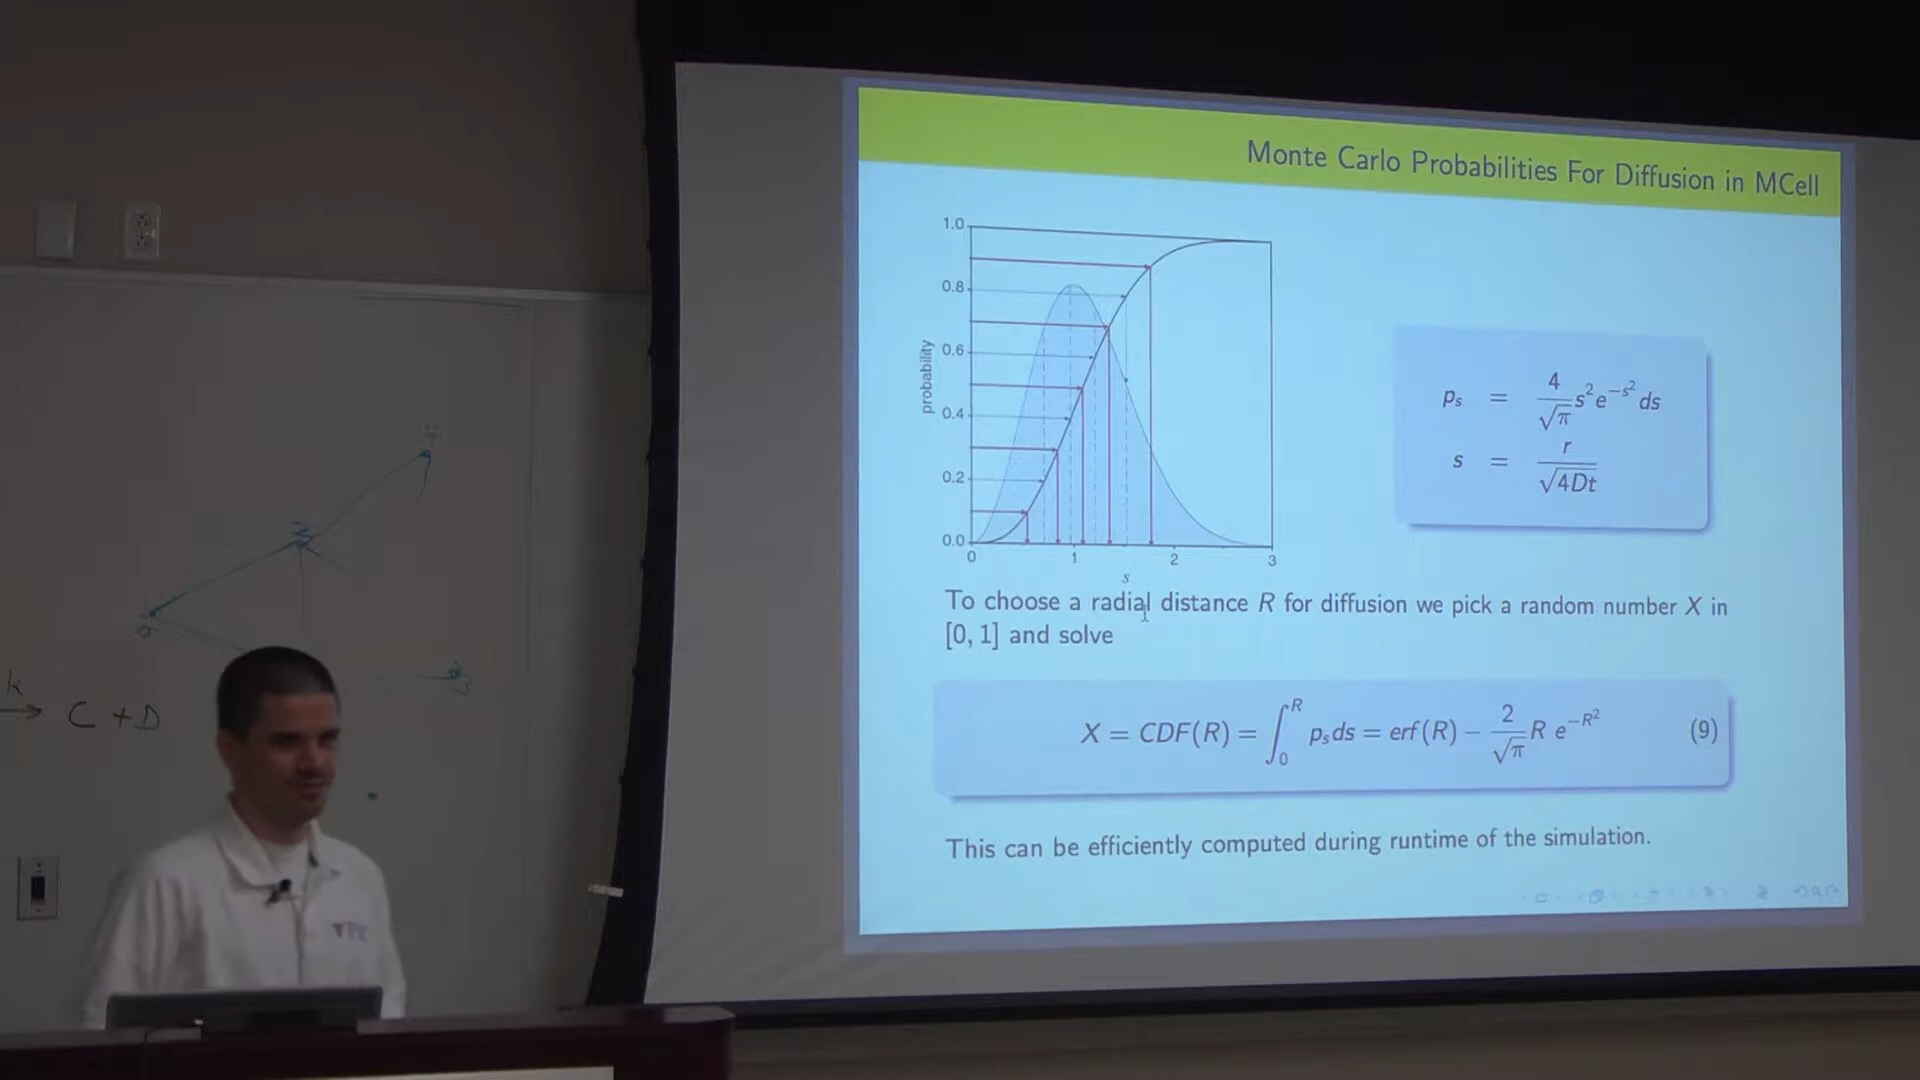 Monte Carlo Probabilities For Diffusion in MCell
1.0
0.8
0.6
0.4
0.2
0.0
probability
0 1 2 3
s
p_s = 4/√π s² e^{-s²} ds
s = r/√4Dt
To choose a radial distance R for diffusion we pick a random number X in
[0, 1] and solve
X = CDF(R) = ∫₀ᴿ p_s ds = erf(R) − 2/√π R e^{-R²} (9)
This can be efficiently computed during runtime of the simulation.
k
→ C + D